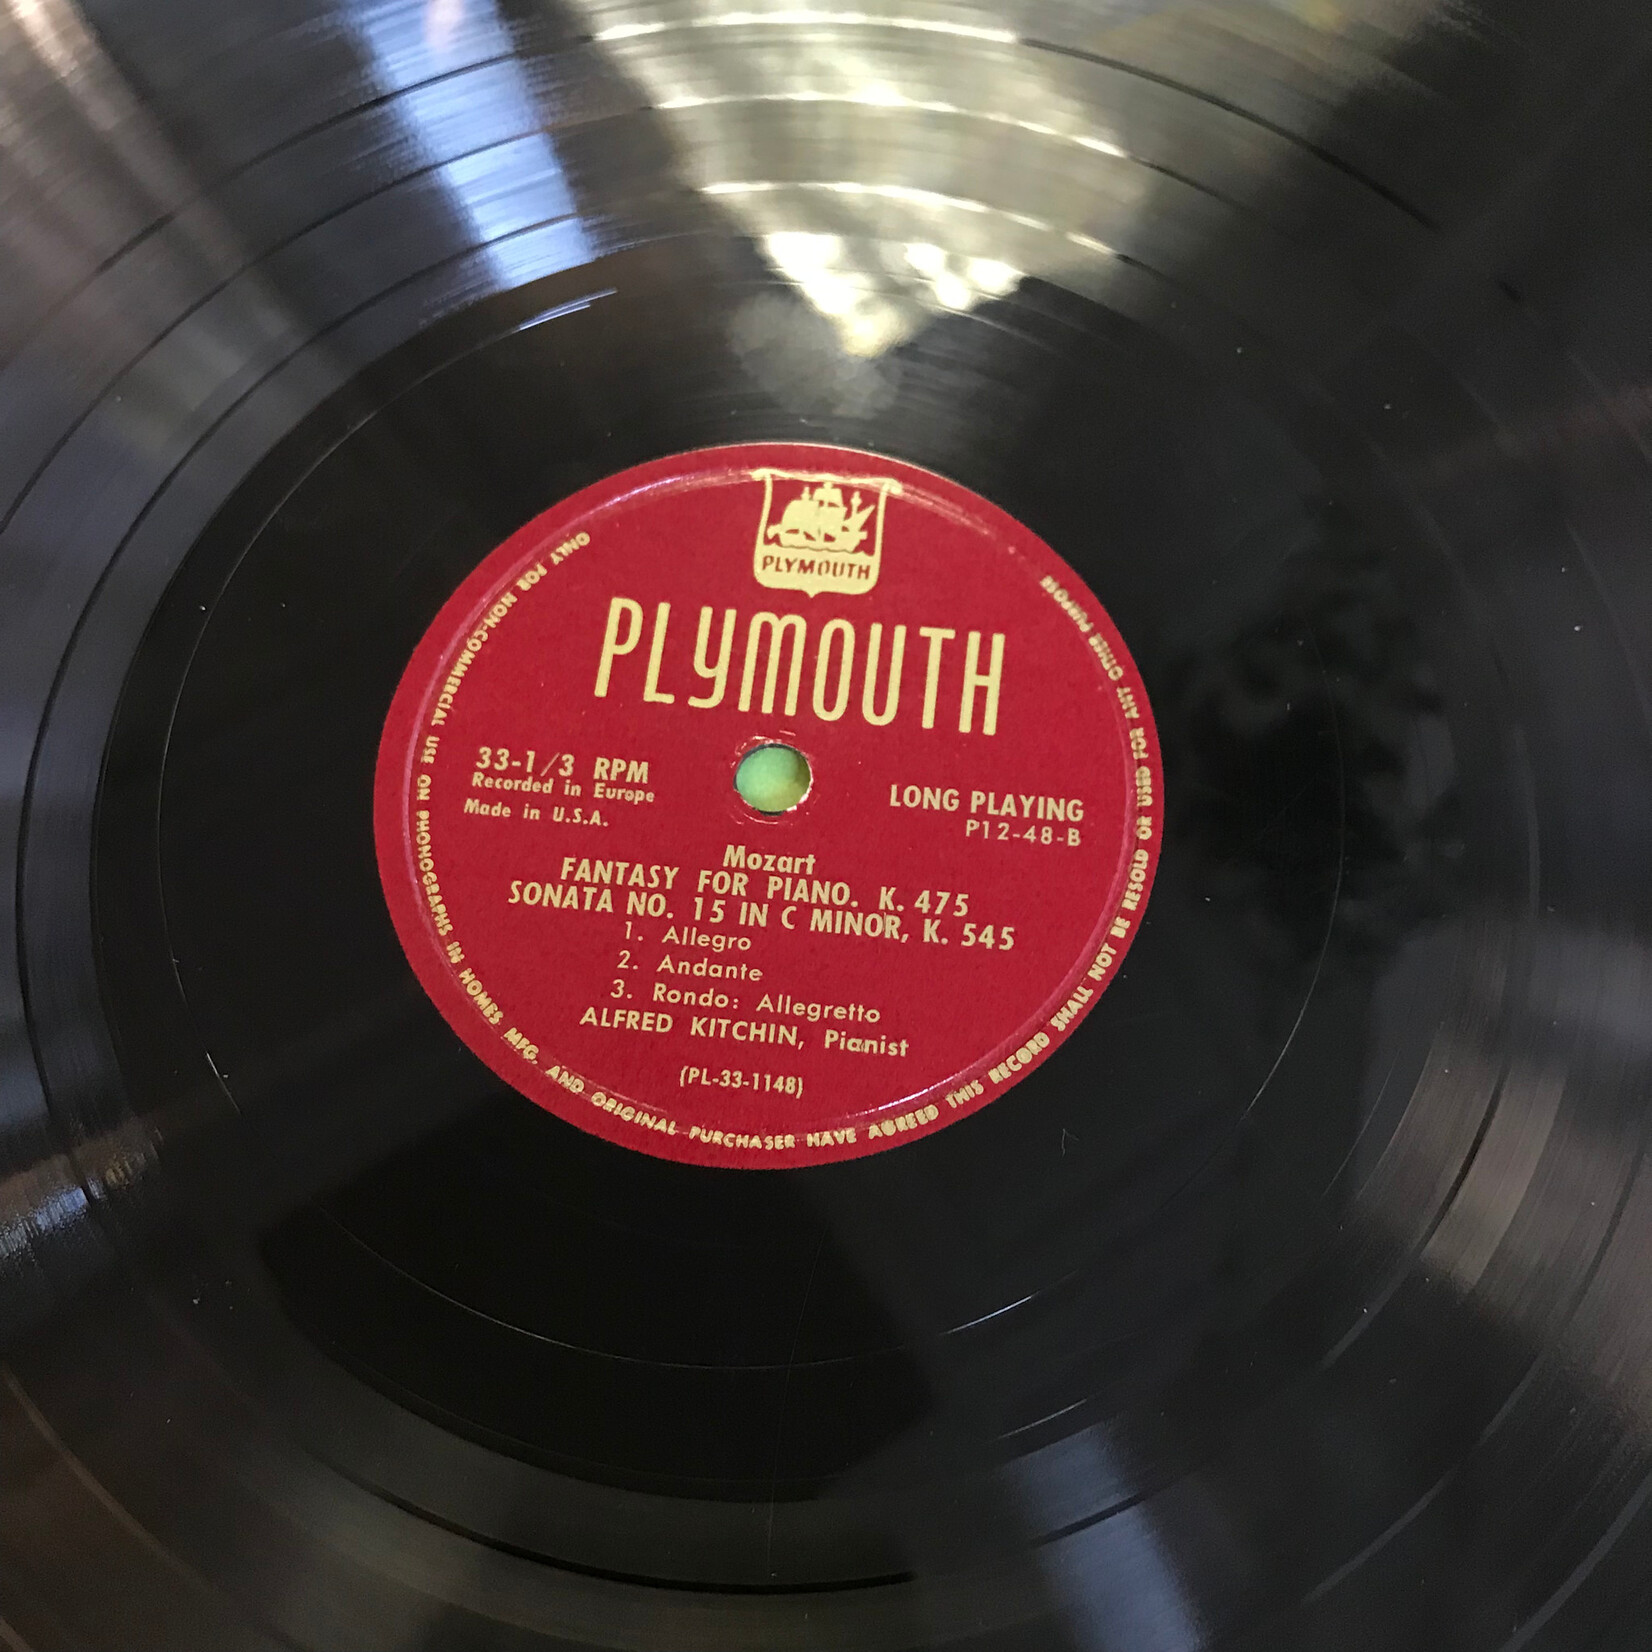 PLYMOUTH
PLYMOUTH
33-1/3 RPM
Recorded in Europe
Made in U.S.A.
LONG PLAYING
P12-48-B
Mozart
FANTASY FOR PIANO. K. 475
SONATA NO. 15 IN C MINOR, K. 545
1. Allegro
2. Andante
3. Rondo: Allegretto
ALFRED KITCHIN, Pianist
(PL-33-1148)
ONLY FOR NON-COMMERCIAL USE ON PHONOGRAPHS IN HOMES MFG. AND ORIGINAL PURCHASER HAVE AGREED THIS RECORD SHALL NOT BE RESOLD OR USED FOR ANY OTHER PURPOSE